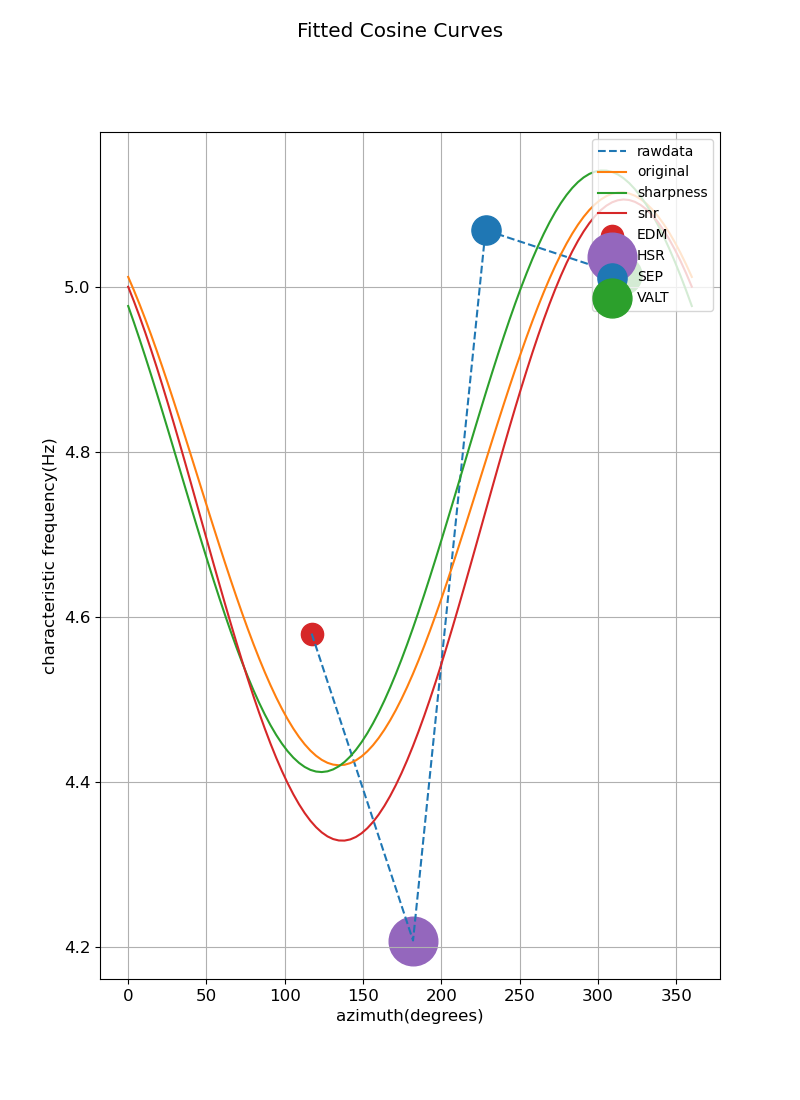 Fitted Cosine Curves
rawdata
original
sharpness
snr
EDM
HSR
SEP
VALT
characteristic frequency(Hz)
5.0
4.8
4.6
4.4
4.2
0 50 100 150 200 250 300 350
azimuth(degrees)